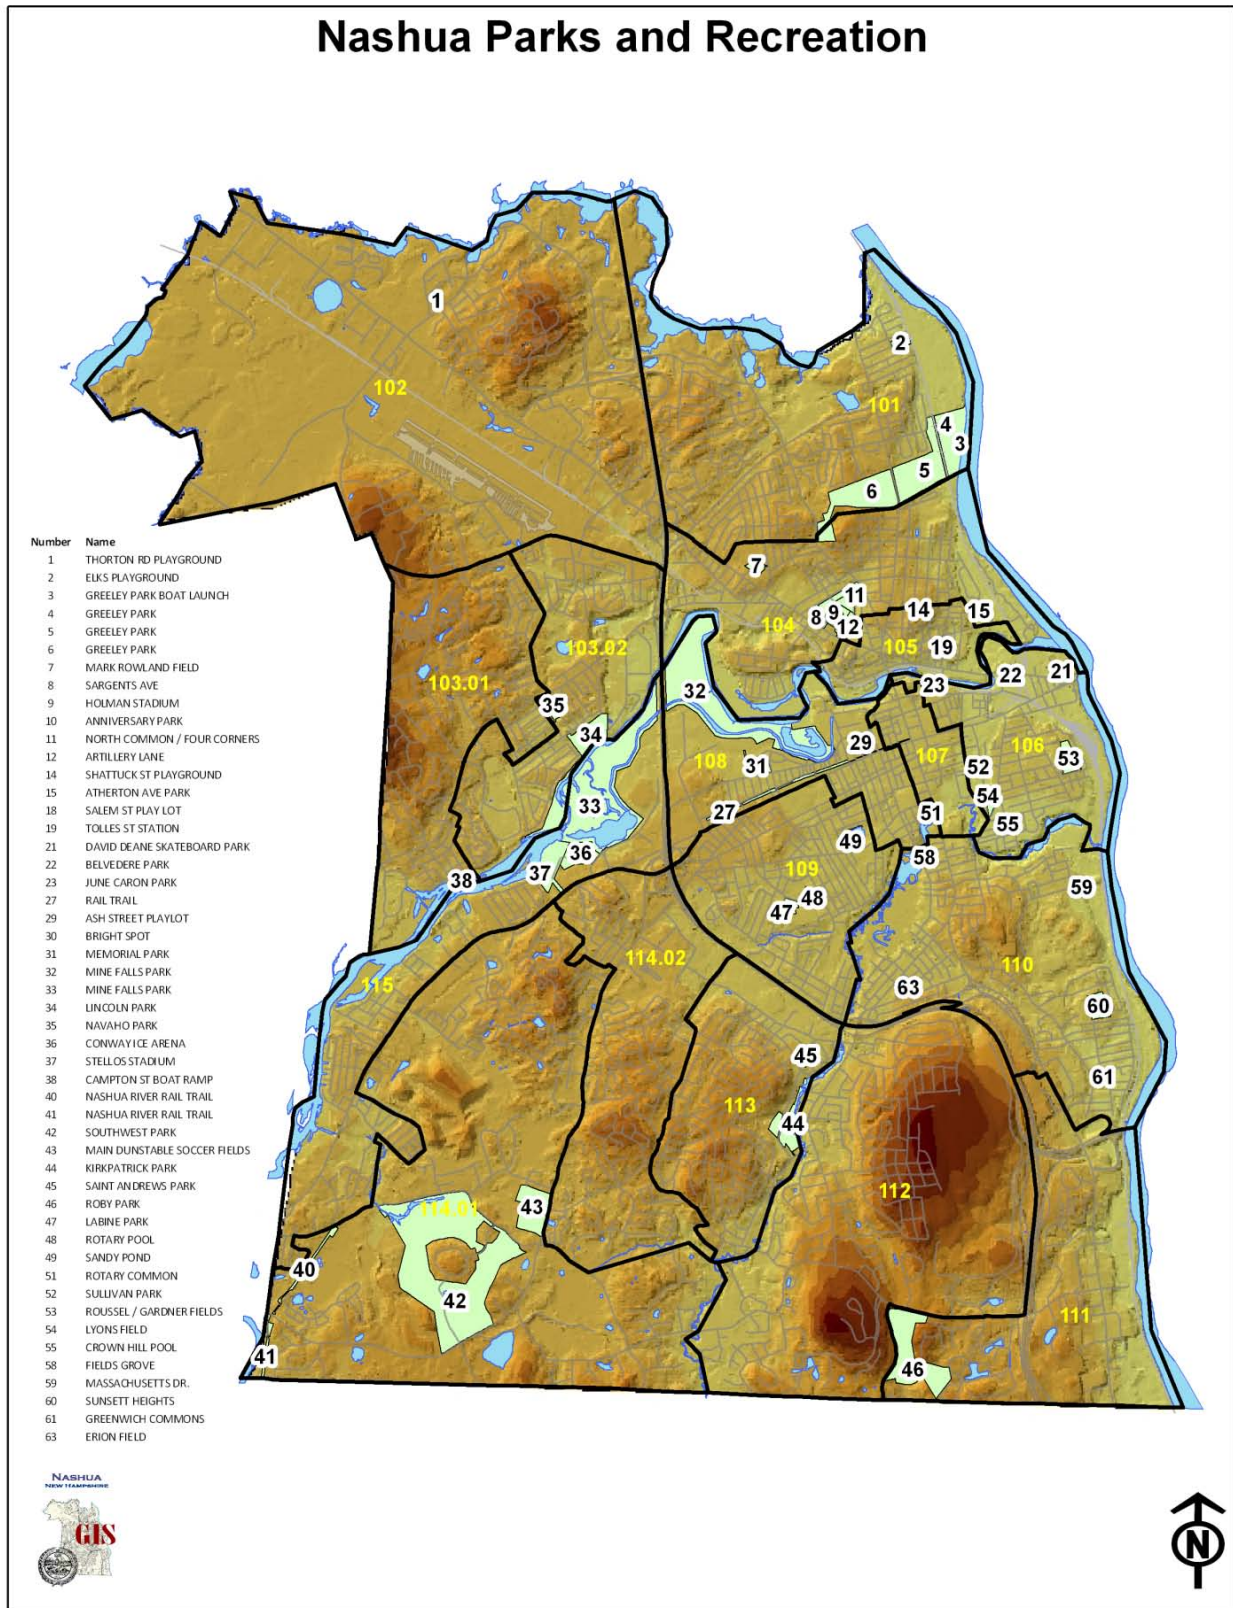 Nashua Parks and Recreation
1
2
102
101
4
3
5
6
7
11
8 9
12
14
15
104
105
19
103.02
103.01
32
23
22
21
35
34
29
108
31
107
106
52
53
33
27
54
51
55
36
49
58
37
38
109
48
47
59
114.02
110
115
63
60
45
61
113
44
112
114.01
43
40
42
111
41
46
Number Name
1 THORTON RD PLAYGROUND
2 ELKS PLAYGROUND
3 GREELEY PARK BOAT LAUNCH
4 GREELEY PARK
5 GREELEY PARK
6 GREELEY PARK
7 MARK ROWLAND FIELD
8 SARGENTS AVE
9 HOLMAN STADIUM
10 ANNIVERSARY PARK
11 NORTH COMMON / FOUR CORNERS
12 ARTILLERY LANE
14 SHATTUCK ST PLAYGROUND
15 ATHERTON AVE PARK
18 SALEM ST PLAY LOT
19 TOLLES ST STATION
21 DAVID DEANE SKATEBOARD PARK
22 BELVEDERE PARK
23 JUNE CARON PARK
27 RAIL TRAIL
29 ASH STREET PLAYLOT
30 BRIGHT SPOT
31 MEMORIAL PARK
32 MINE FALLS PARK
33 MINE FALLS PARK
34 LINCOLN PARK
35 NAVAHO PARK
36 CONWAY ICE ARENA
37 STELLOS STADIUM
38 CAMPTON ST BOAT RAMP
40 NASHUA RIVER RAIL TRAIL
41 NASHUA RIVER RAIL TRAIL
42 SOUTHWEST PARK
43 MAIN DUNSTABLE SOCCER FIELDS
44 KIRKPATRICK PARK
45 SAINT ANDREWS PARK
46 ROBY PARK
47 LABINE PARK
48 ROTARY POOL
49 SANDY POND
51 ROTARY COMMON
52 SULLIVAN PARK
53 ROUSSEL / GARDNER FIELDS
54 LYONS FIELD
55 CROWN HILL POOL
58 FIELDS GROVE
59 MASSACHUSETTS DR.
60 SUNSETT HEIGHTS
61 GREENWICH COMMONS
63 ERION FIELD
NASHUA
NEW HAMPSHIRE
GIS
N